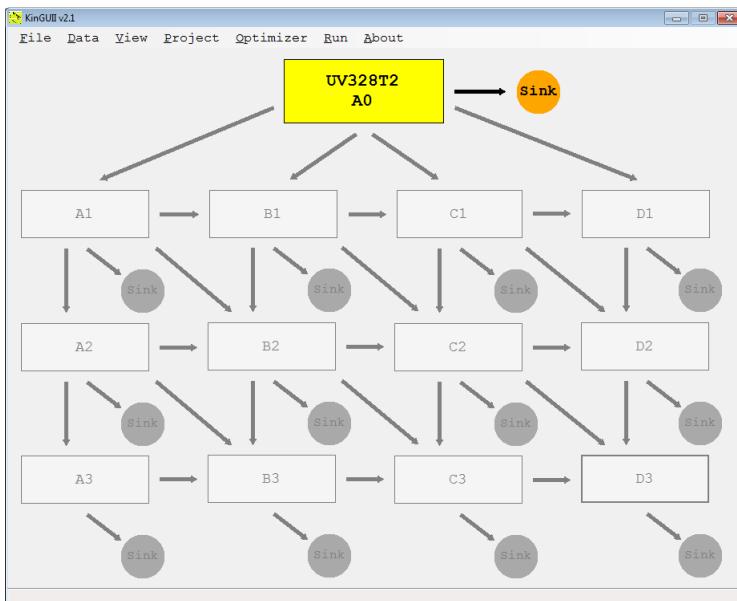 KinGUII v2.1
File Data View Project Optimizer Run About
UV328T2
A0
Sink
A1 B1 C1 D1
Sink Sink Sink Sink
A2 B2 C2 D2
Sink Sink Sink Sink
A3 B3 C3 D3
Sink Sink Sink Sink